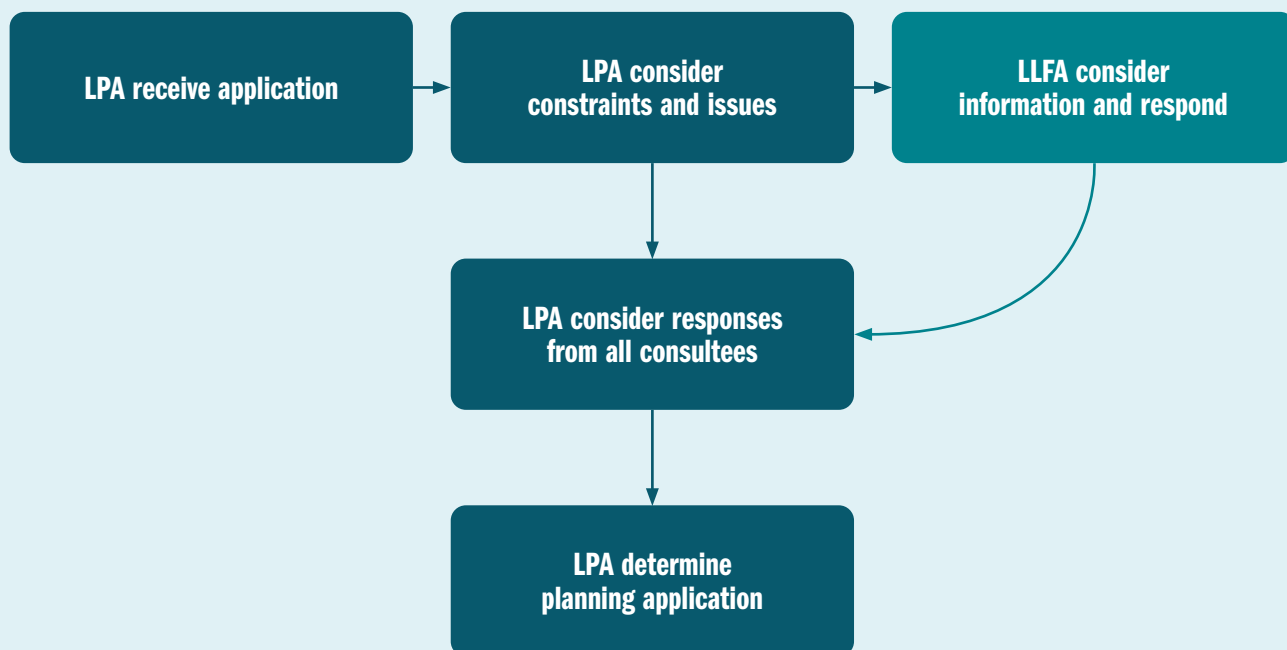 LPA receive application
LPA consider
constraints and issues
LLFA consider
information and respond
LPA consider responses
from all consultees
LPA determine
planning application